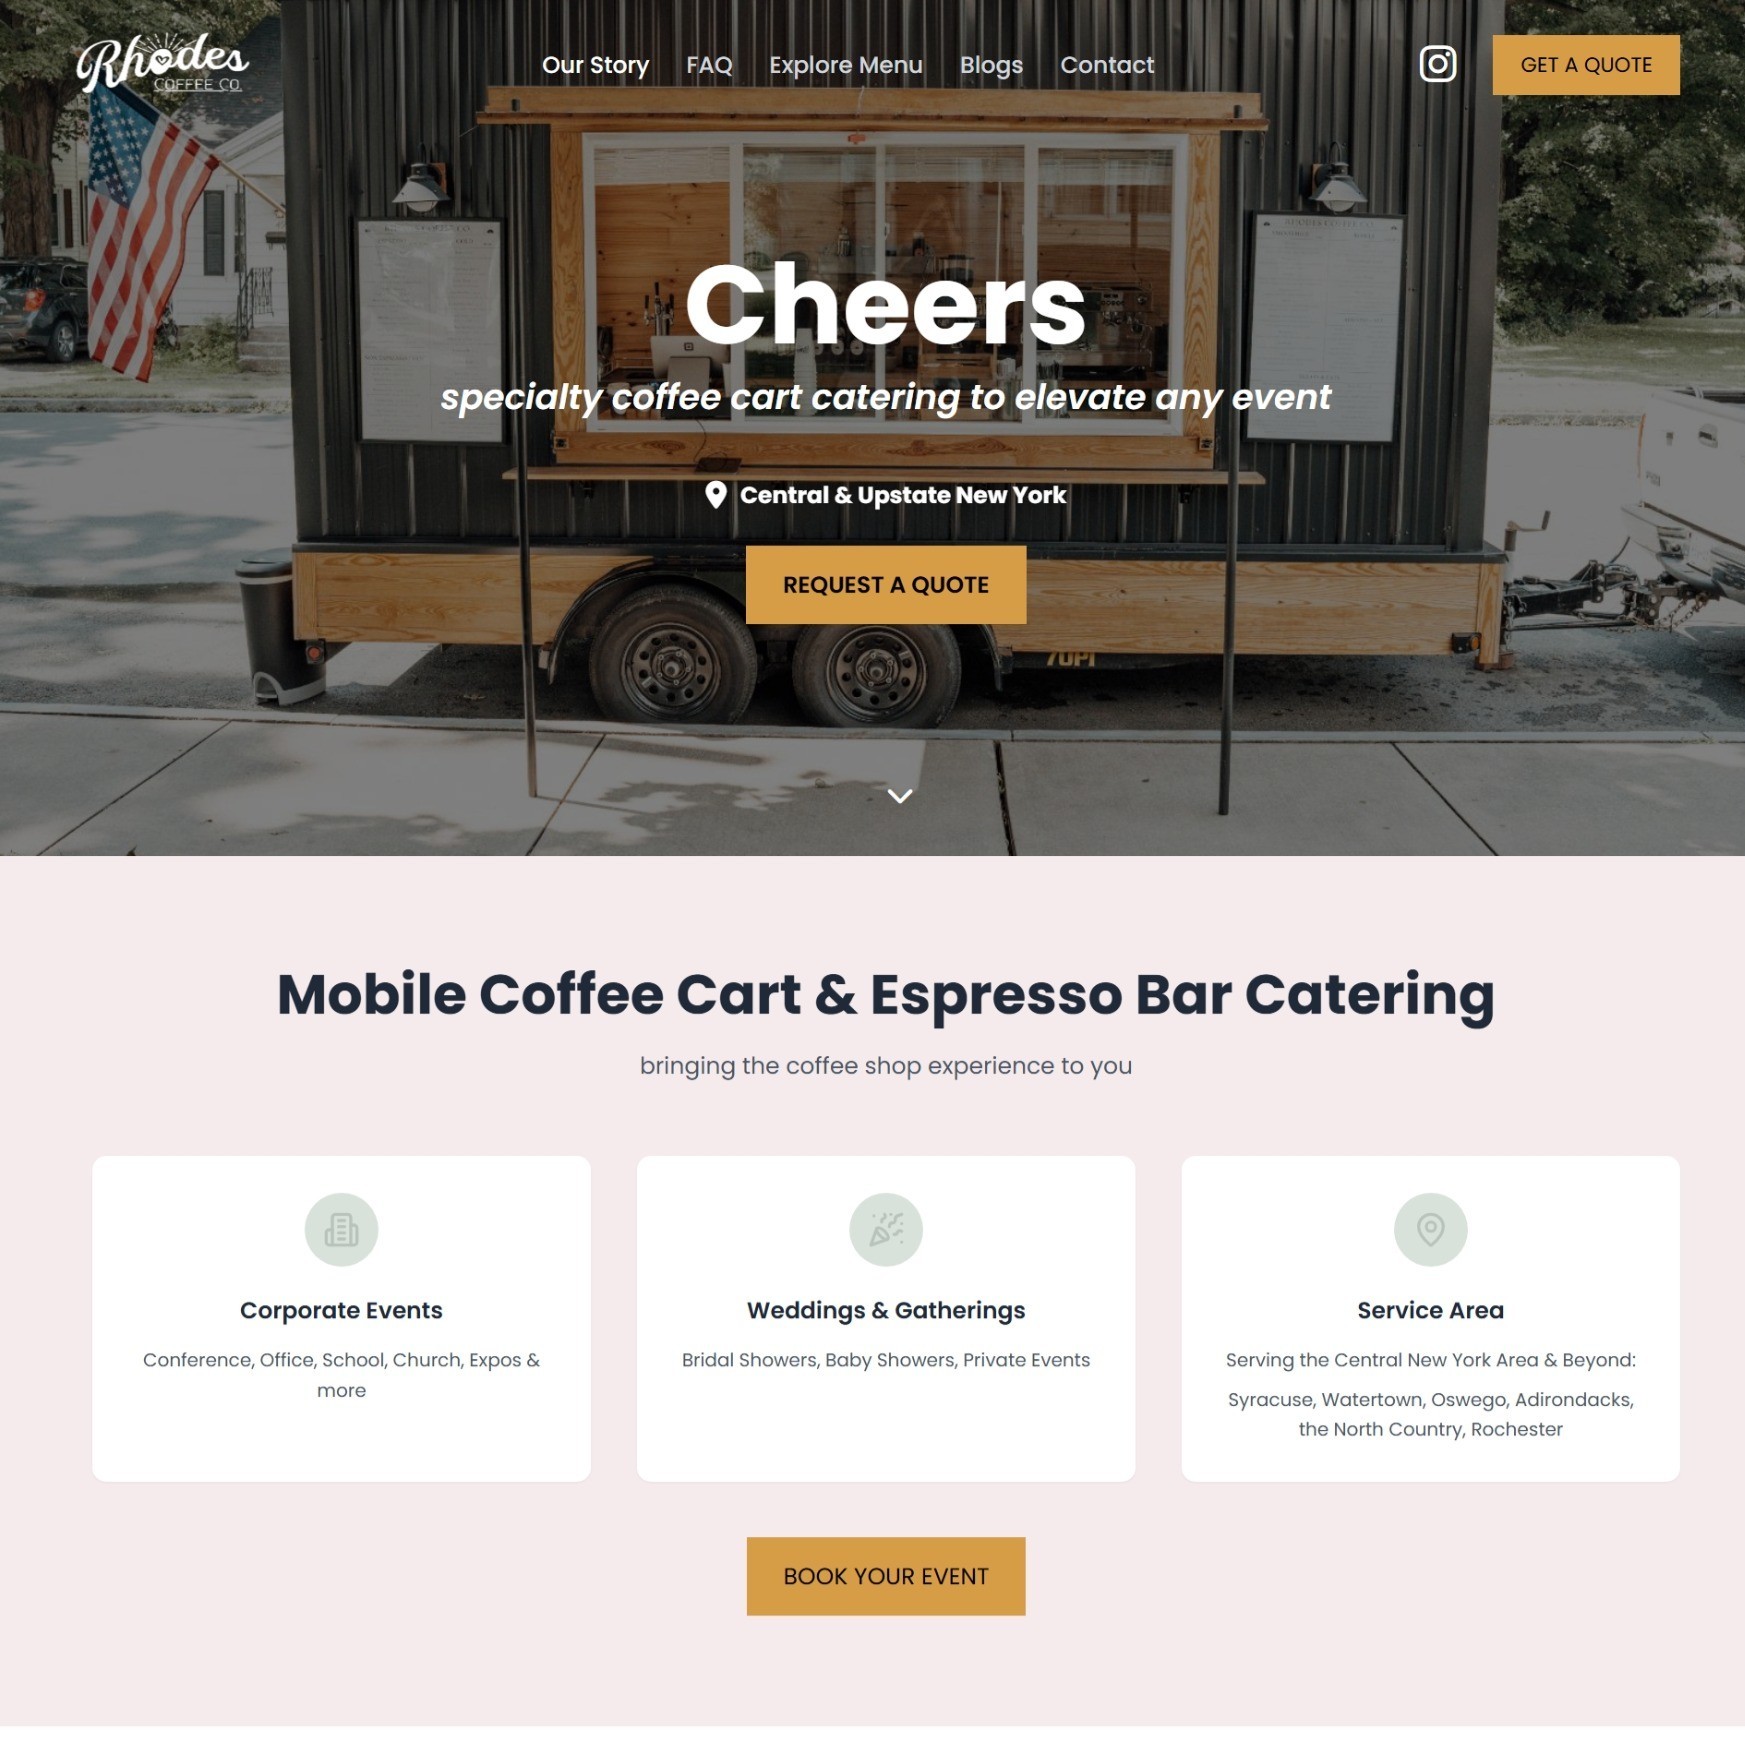 Rhodes
COFFEE CO.
Our Story FAQ Explore Menu Blogs Contact
GET A QUOTE
Cheers
specialty coffee cart catering to elevate any event
Central & Upstate New York
REQUEST A QUOTE
Mobile Coffee Cart & Espresso Bar Catering
bringing the coffee shop experience to you
Corporate Events
Conference, Office, School, Church, Expos &
more
Weddings & Gatherings
Bridal Showers, Baby Showers, Private Events
Service Area
Serving the Central New York Area & Beyond:
Syracuse, Watertown, Oswego, Adirondacks,
the North Country, Rochester
BOOK YOUR EVENT